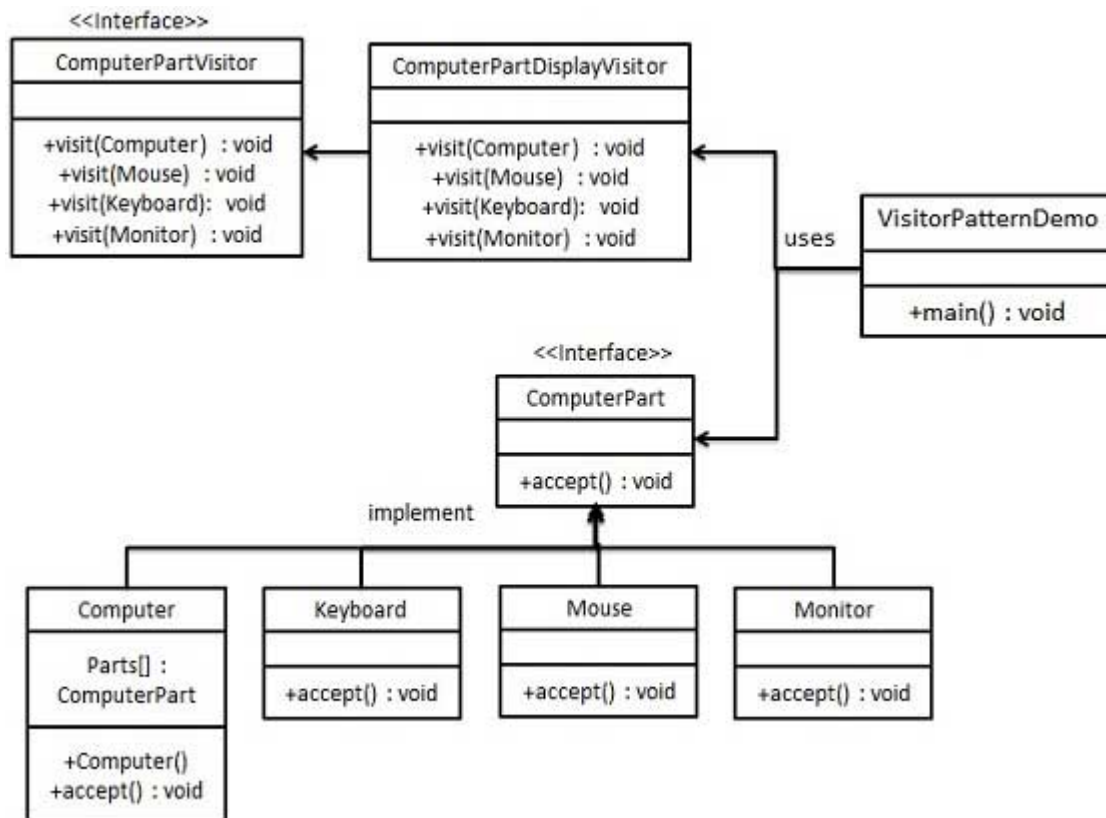 <<Interface>>
ComputerPartVisitor
+visit(Computer) : void
+visit(Mouse) : void
+visit(Keyboard): void
+visit(Monitor) : void
ComputerPartDisplayVisitor
+visit(Computer) : void
+visit(Mouse) : void
+visit(Keyboard): void
+visit(Monitor) : void
uses
VisitorPatternDemo
+main() : void
<<Interface>>
ComputerPart
+accept() : void
implement
Computer
Parts[] :
ComputerPart
+Computer()
+accept() : void
Keyboard
+accept() : void
Mouse
+accept() : void
Monitor
+accept() : void